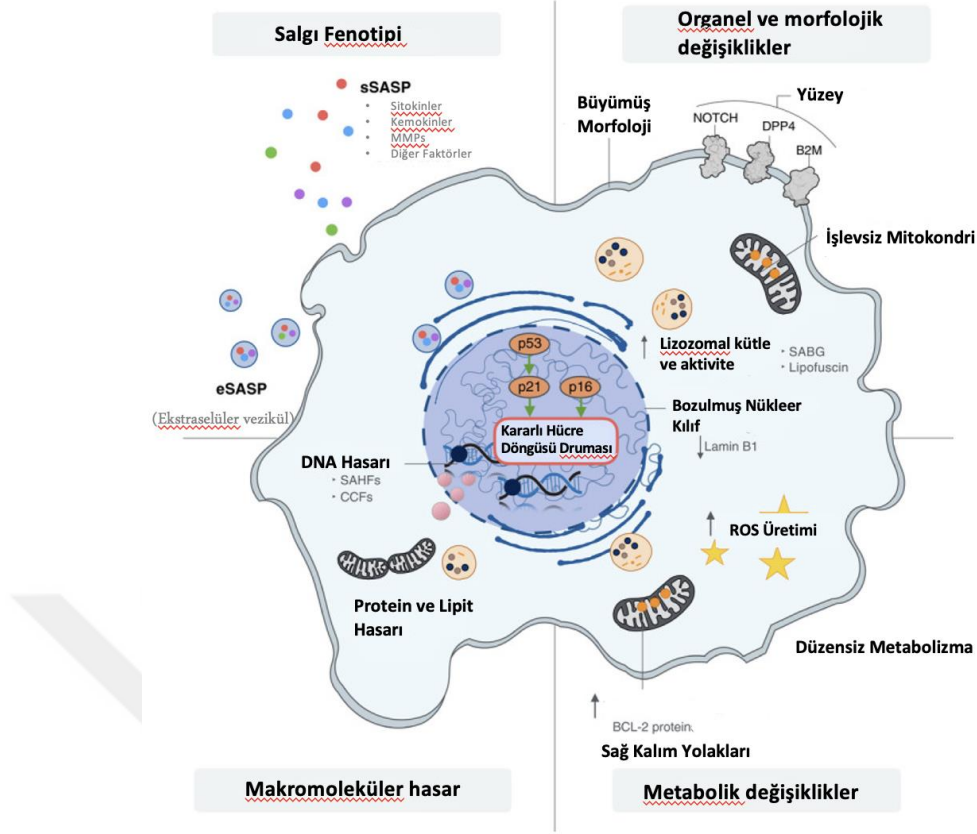 Salgı Fenotipi
Organel ve morfolojik
değişiklikler
sSASP
• Sitokinler
• Kemokinler
• MMPs
• Diğer Faktörler
Büyümüş
Morfoloji
Yüzey
NOTCH
DPP4
B2M
İşlevsiz Mitokondri
eSASP
(Ekstraselüler vezikül)
p53
p21
p16
Kararlı Hücre
Döngüsü Druması
Lizozomal kütle
ve aktivite
• SABG
• Lipofuscin
Bozulmuş Nükleer
Kılıf
Lamin B1
DNA Hasarı
• SAHFs
• CCFs
ROS Üretimi
Protein ve Lipit
Hasarı
Düzensiz Metabolizma
BCL-2 protein.
Sağ Kalım Yolakları
Makromoleküler hasar
Metabolik değişiklikler